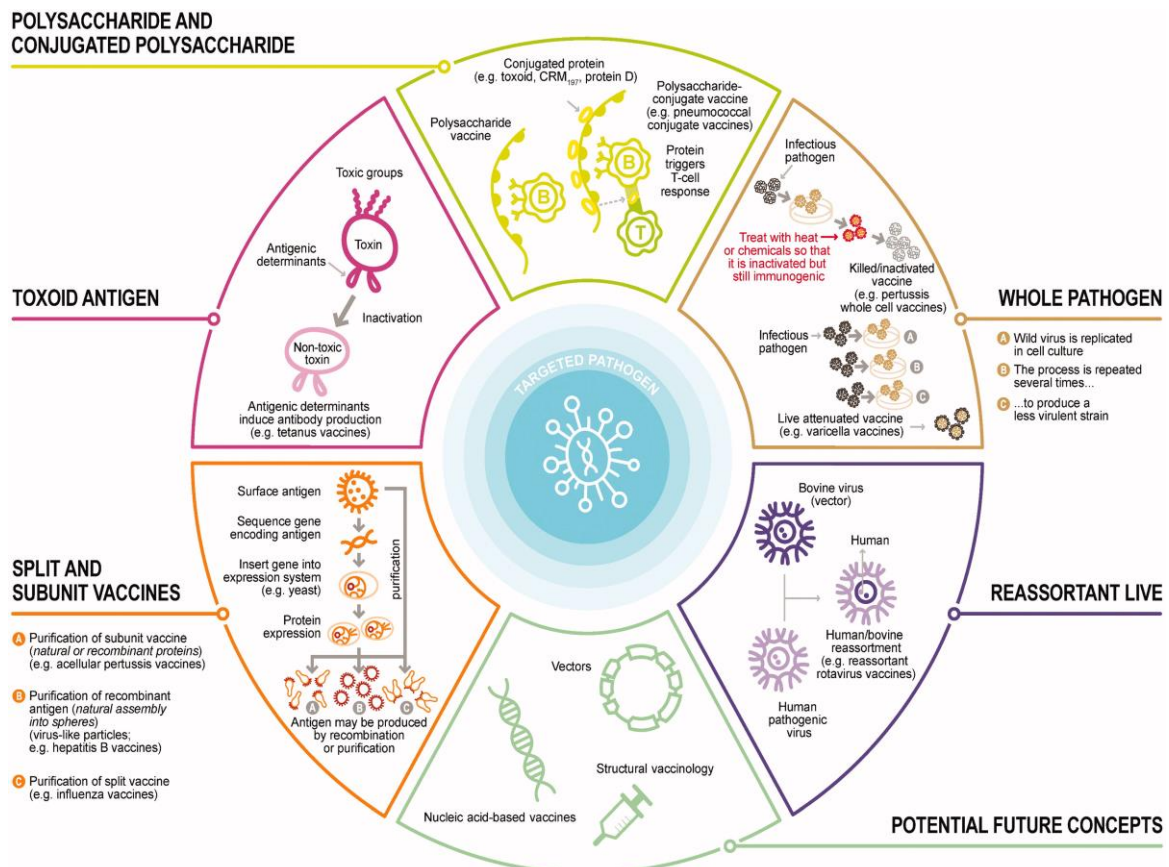 POLYSACCHARIDE AND
CONJUGATED POLYSACCHARIDE
Conjugated protein
(e.g. toxoid, CRM197, protein D)
Polysaccharide
vaccine
Polysaccharide-
conjugate vaccine
(e.g. pneumococcal
conjugate vaccines)
Protein
triggers
T-cell
response
B
B
T
TOXOID ANTIGEN
Toxic groups
Toxin
Antigenic
determinants
Inactivation
Non-toxic
toxin
Antigenic determinants
induce antibody production
(e.g. tetanus vaccines)
WHOLE PATHOGEN
A Wild virus is replicated
in cell culture
B The process is repeated
several times...
C ...to produce a
less virulent strain
Infectious
pathogen
Treat with heat
or chemicals so that
it is inactivated but
still immunogenic
Killed/inactivated
vaccine
(e.g. pertussis
whole cell vaccines)
Infectious
pathogen
A
B
C
Live attenuated vaccine
(e.g. varicella vaccines)
TARGETED PATHOGEN
SPLIT AND
SUBUNIT VACCINES
A Purification of subunit vaccine
(natural or recombinant proteins)
(e.g. acellular pertussis vaccines)
B Purification of recombinant
antigen (natural assembly
into spheres)
(virus-like particles;
e.g. hepatitis B vaccines)
C Purification of split vaccine
(e.g. influenza vaccines)
Surface antigen
Sequence gene
encoding antigen
Insert gene into
expression system
(e.g. yeast)
Protein
expression
purification
A
B
C
Antigen may be produced
by recombination
or purification
REASSORTANT LIVE
Bovine virus
(vector)
Human
Human/bovine
reassortment
(e.g. reassortant
rotavirus vaccines)
Human
pathogenic
virus
Vectors
Structural vaccinology
Nucleic acid-based vaccines
POTENTIAL FUTURE CONCEPTS